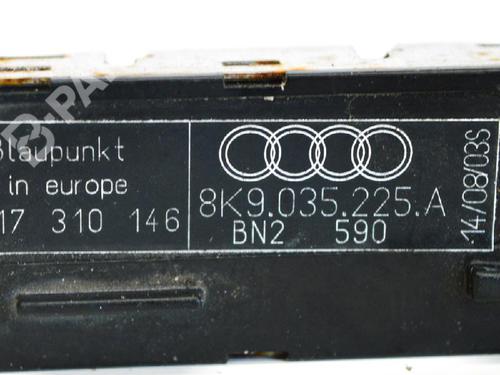 Blaupunkt
in europe
17 310 146
8K9.035.225.A
BN2 590
14/08/03S